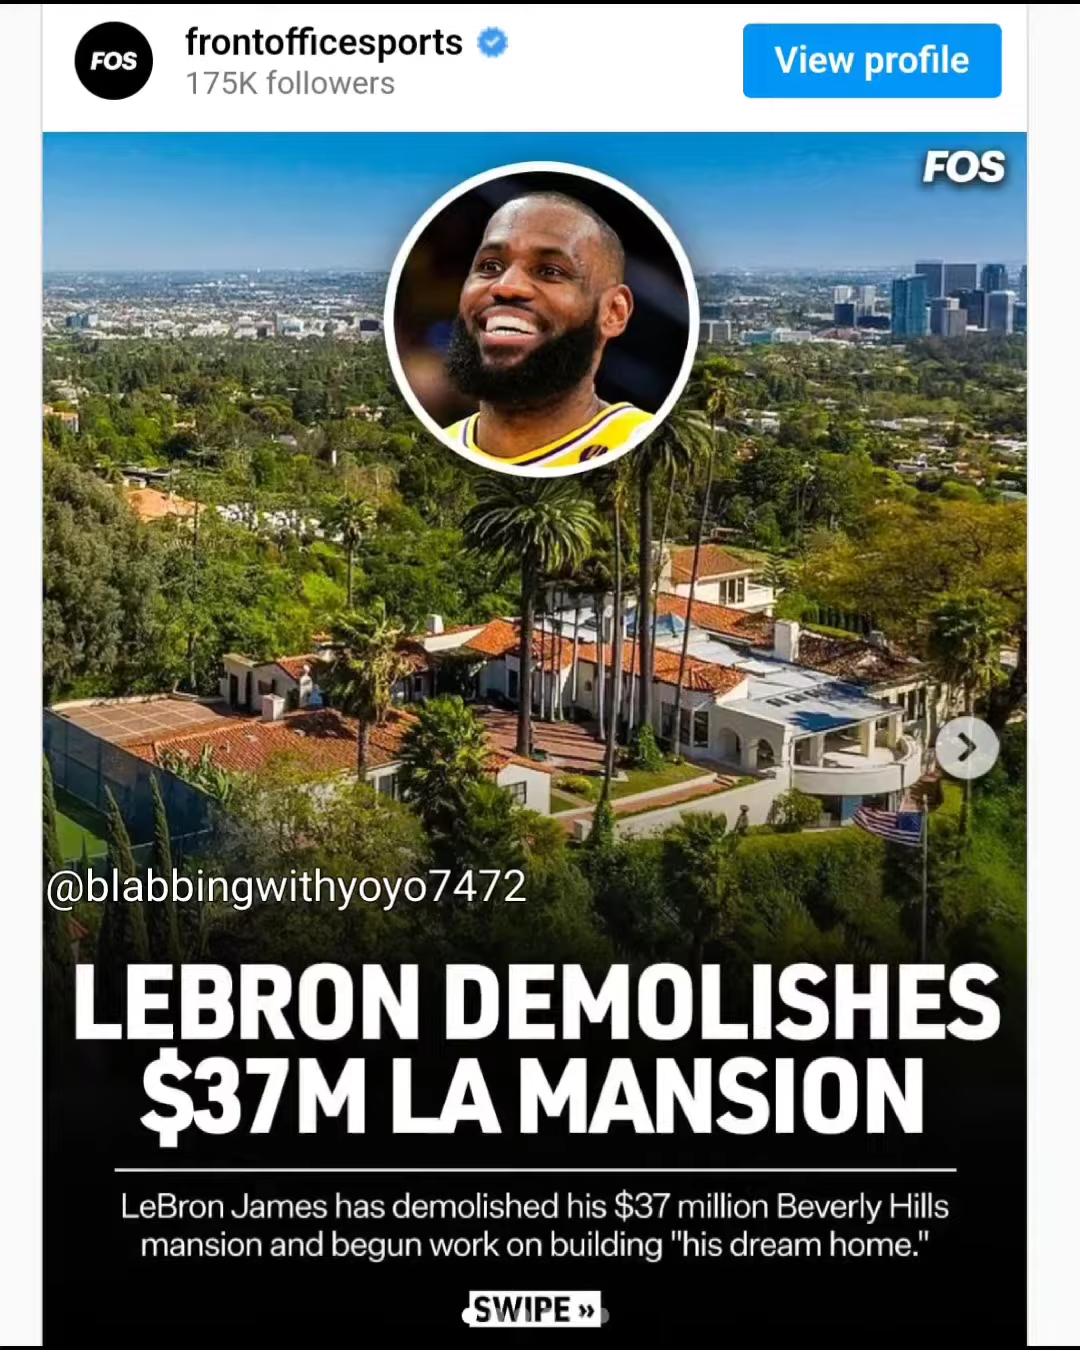 FOS
frontofficesports
175K followers
View profile
FOS
@blabbingwithyoyo7472
LEBRON DEMOLISHES
$37M LA MANSION
LeBron James has demolished his $37 million Beverly Hills
mansion and begun work on building "his dream home."
SWIPE »